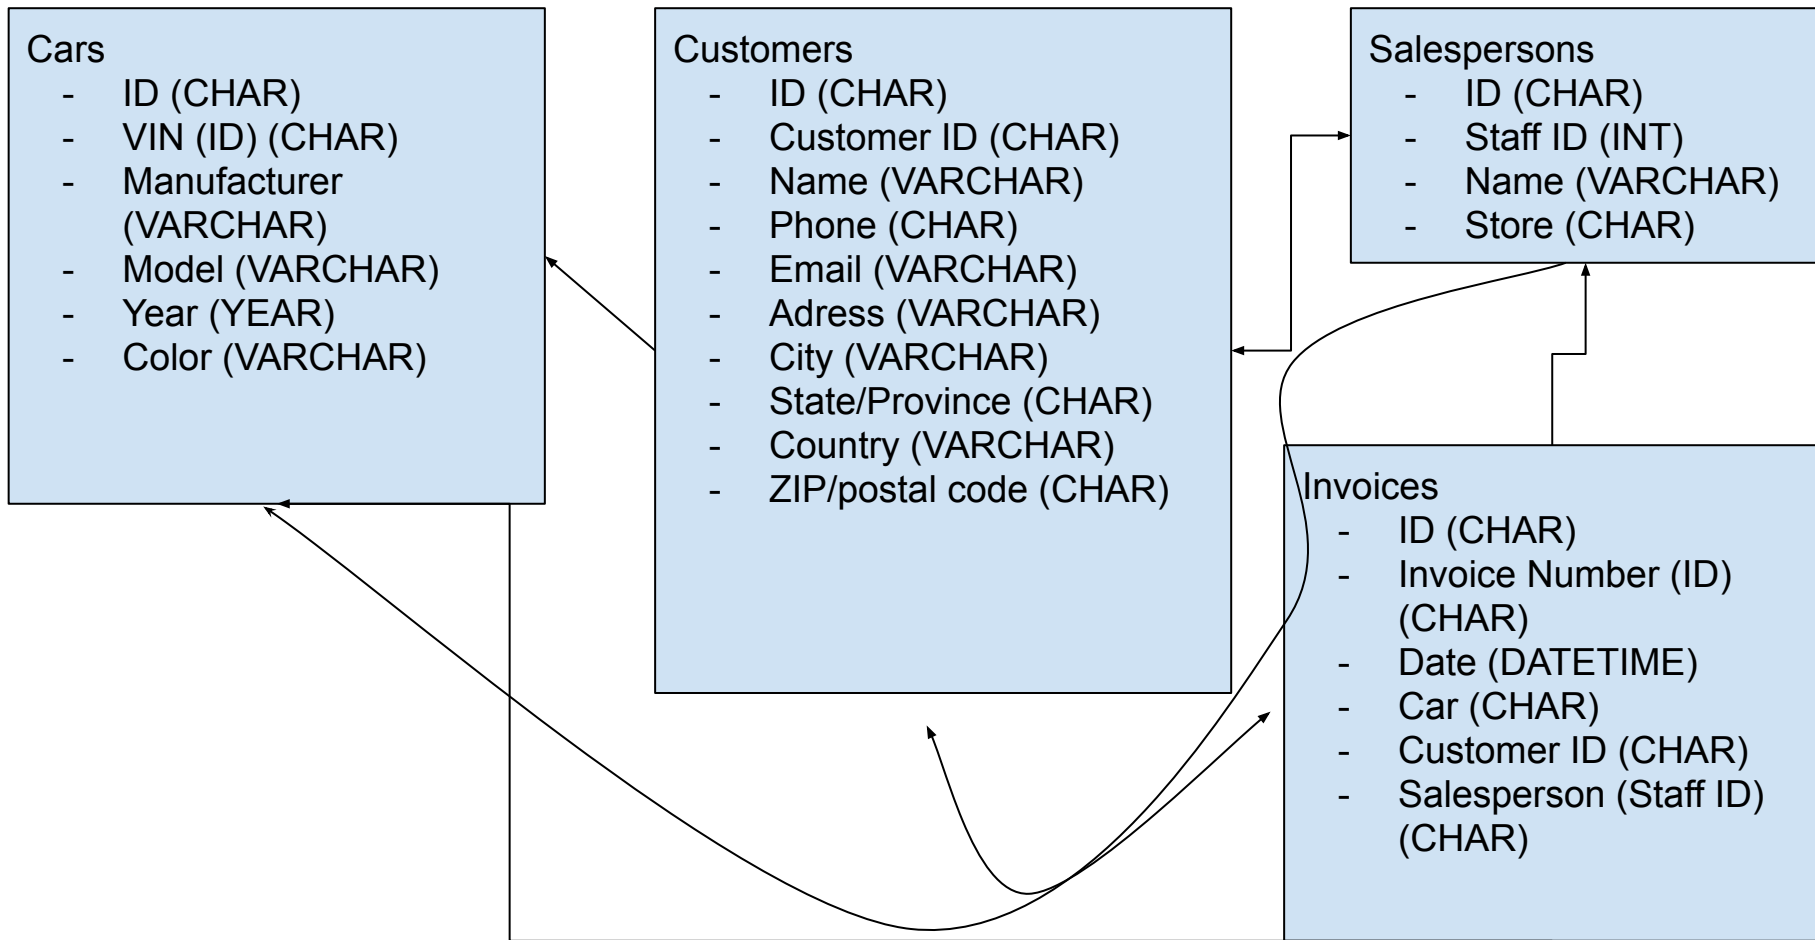 Cars
- ID (CHAR)
- VIN (ID) (CHAR)
- Manufacturer
(VARCHAR)
- Model (VARCHAR)
- Year (YEAR)
- Color (VARCHAR)
Customers
- ID (CHAR)
- Customer ID (CHAR)
- Name (VARCHAR)
- Phone (CHAR)
- Email (VARCHAR)
- Adress (VARCHAR)
- City (VARCHAR)
- State/Province (CHAR)
- Country (VARCHAR)
- ZIP/postal code (CHAR)
Salespersons
- ID (CHAR)
- Staff ID (INT)
- Name (VARCHAR)
- Store (CHAR)
Invoices
- ID (CHAR)
- Invoice Number (ID)
(CHAR)
- Date (DATETIME)
- Car (CHAR)
- Customer ID (CHAR)
- Salesperson (Staff ID)
(CHAR)